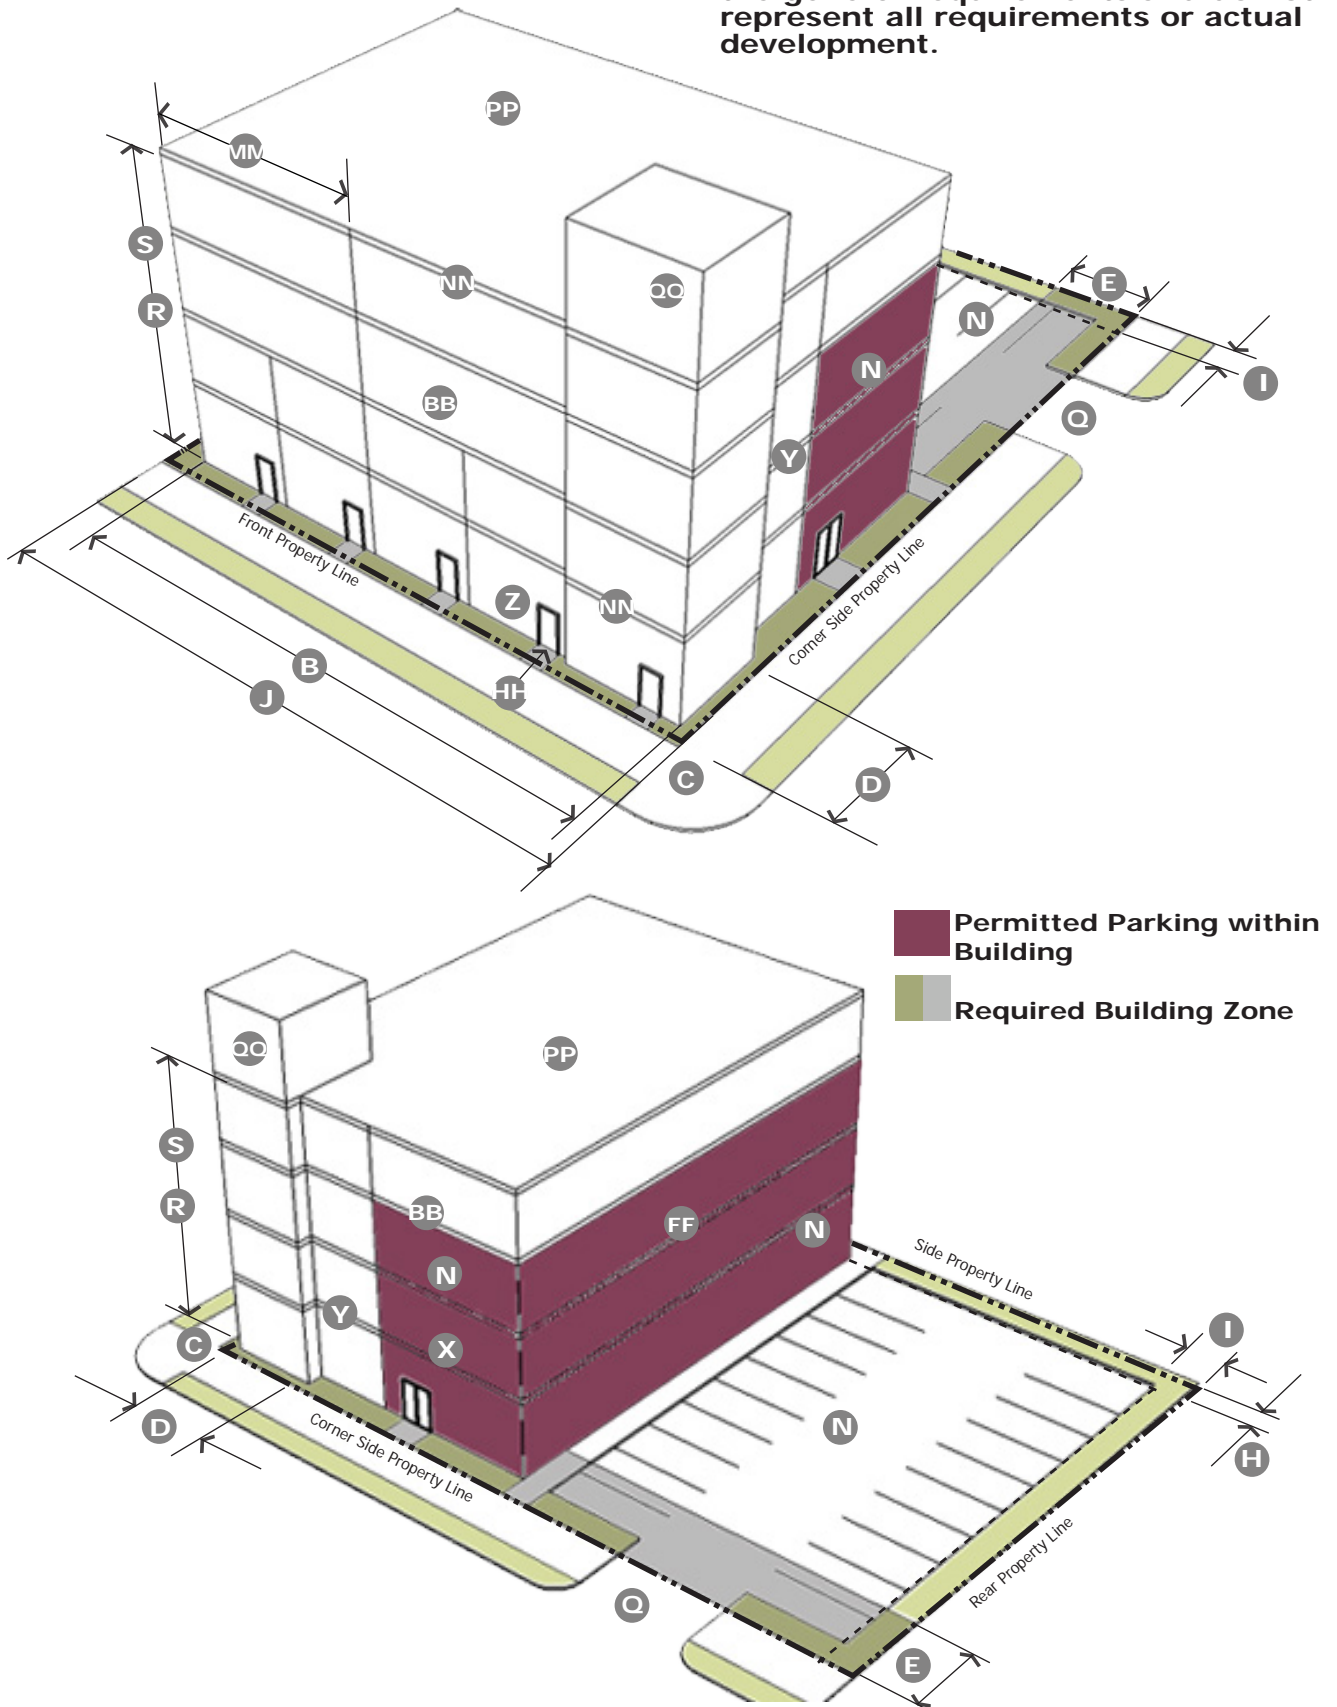 represent all requirements or actual
development.
PP
MM
S
NN
QQ
E
R
N
N
I
BB
Q
Y
Front Property Line
Z
NN
Corner Side Property Line
B
HH
J
C
D
Permitted Parking within
Building
Required Building Zone
QQ
PP
S
R
BB
FF
N
N
Side Property Line
Y
I
C
X
N
D
Corner Side Property Line
H
Rear Property Line
Q
E